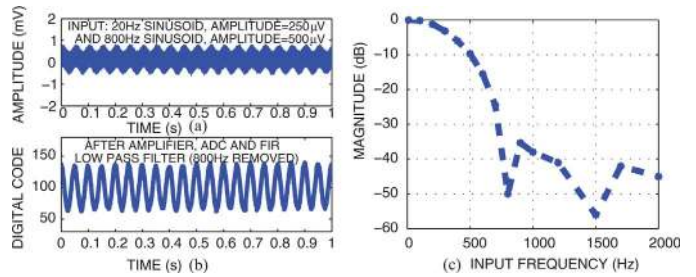 AMPLITUDE (mV)
2
1
0
−1
−2
INPUT: 20Hz SINUSOID, AMPLITUDE=250µV
AND 800Hz SINUSOID, AMPLITUDE=500µV
0 0.1 0.2 0.3 0.4 0.5 0.6 0.7 0.8 0.9 1
TIME (s) (a)
DIGITAL CODE
150
100
50
AFTER AMPLIFIER, ADC AND FIR
LOW PASS FILTER (800Hz REMOVED)
0 0.1 0.2 0.3 0.4 0.5 0.6 0.7 0.8 0.9 1
TIME (s) (b)
MAGNITUDE (dB)
0
−10
−20
−30
−40
−50
−60
0 500 1000 1500 2000
(c) INPUT FREQUENCY (Hz)